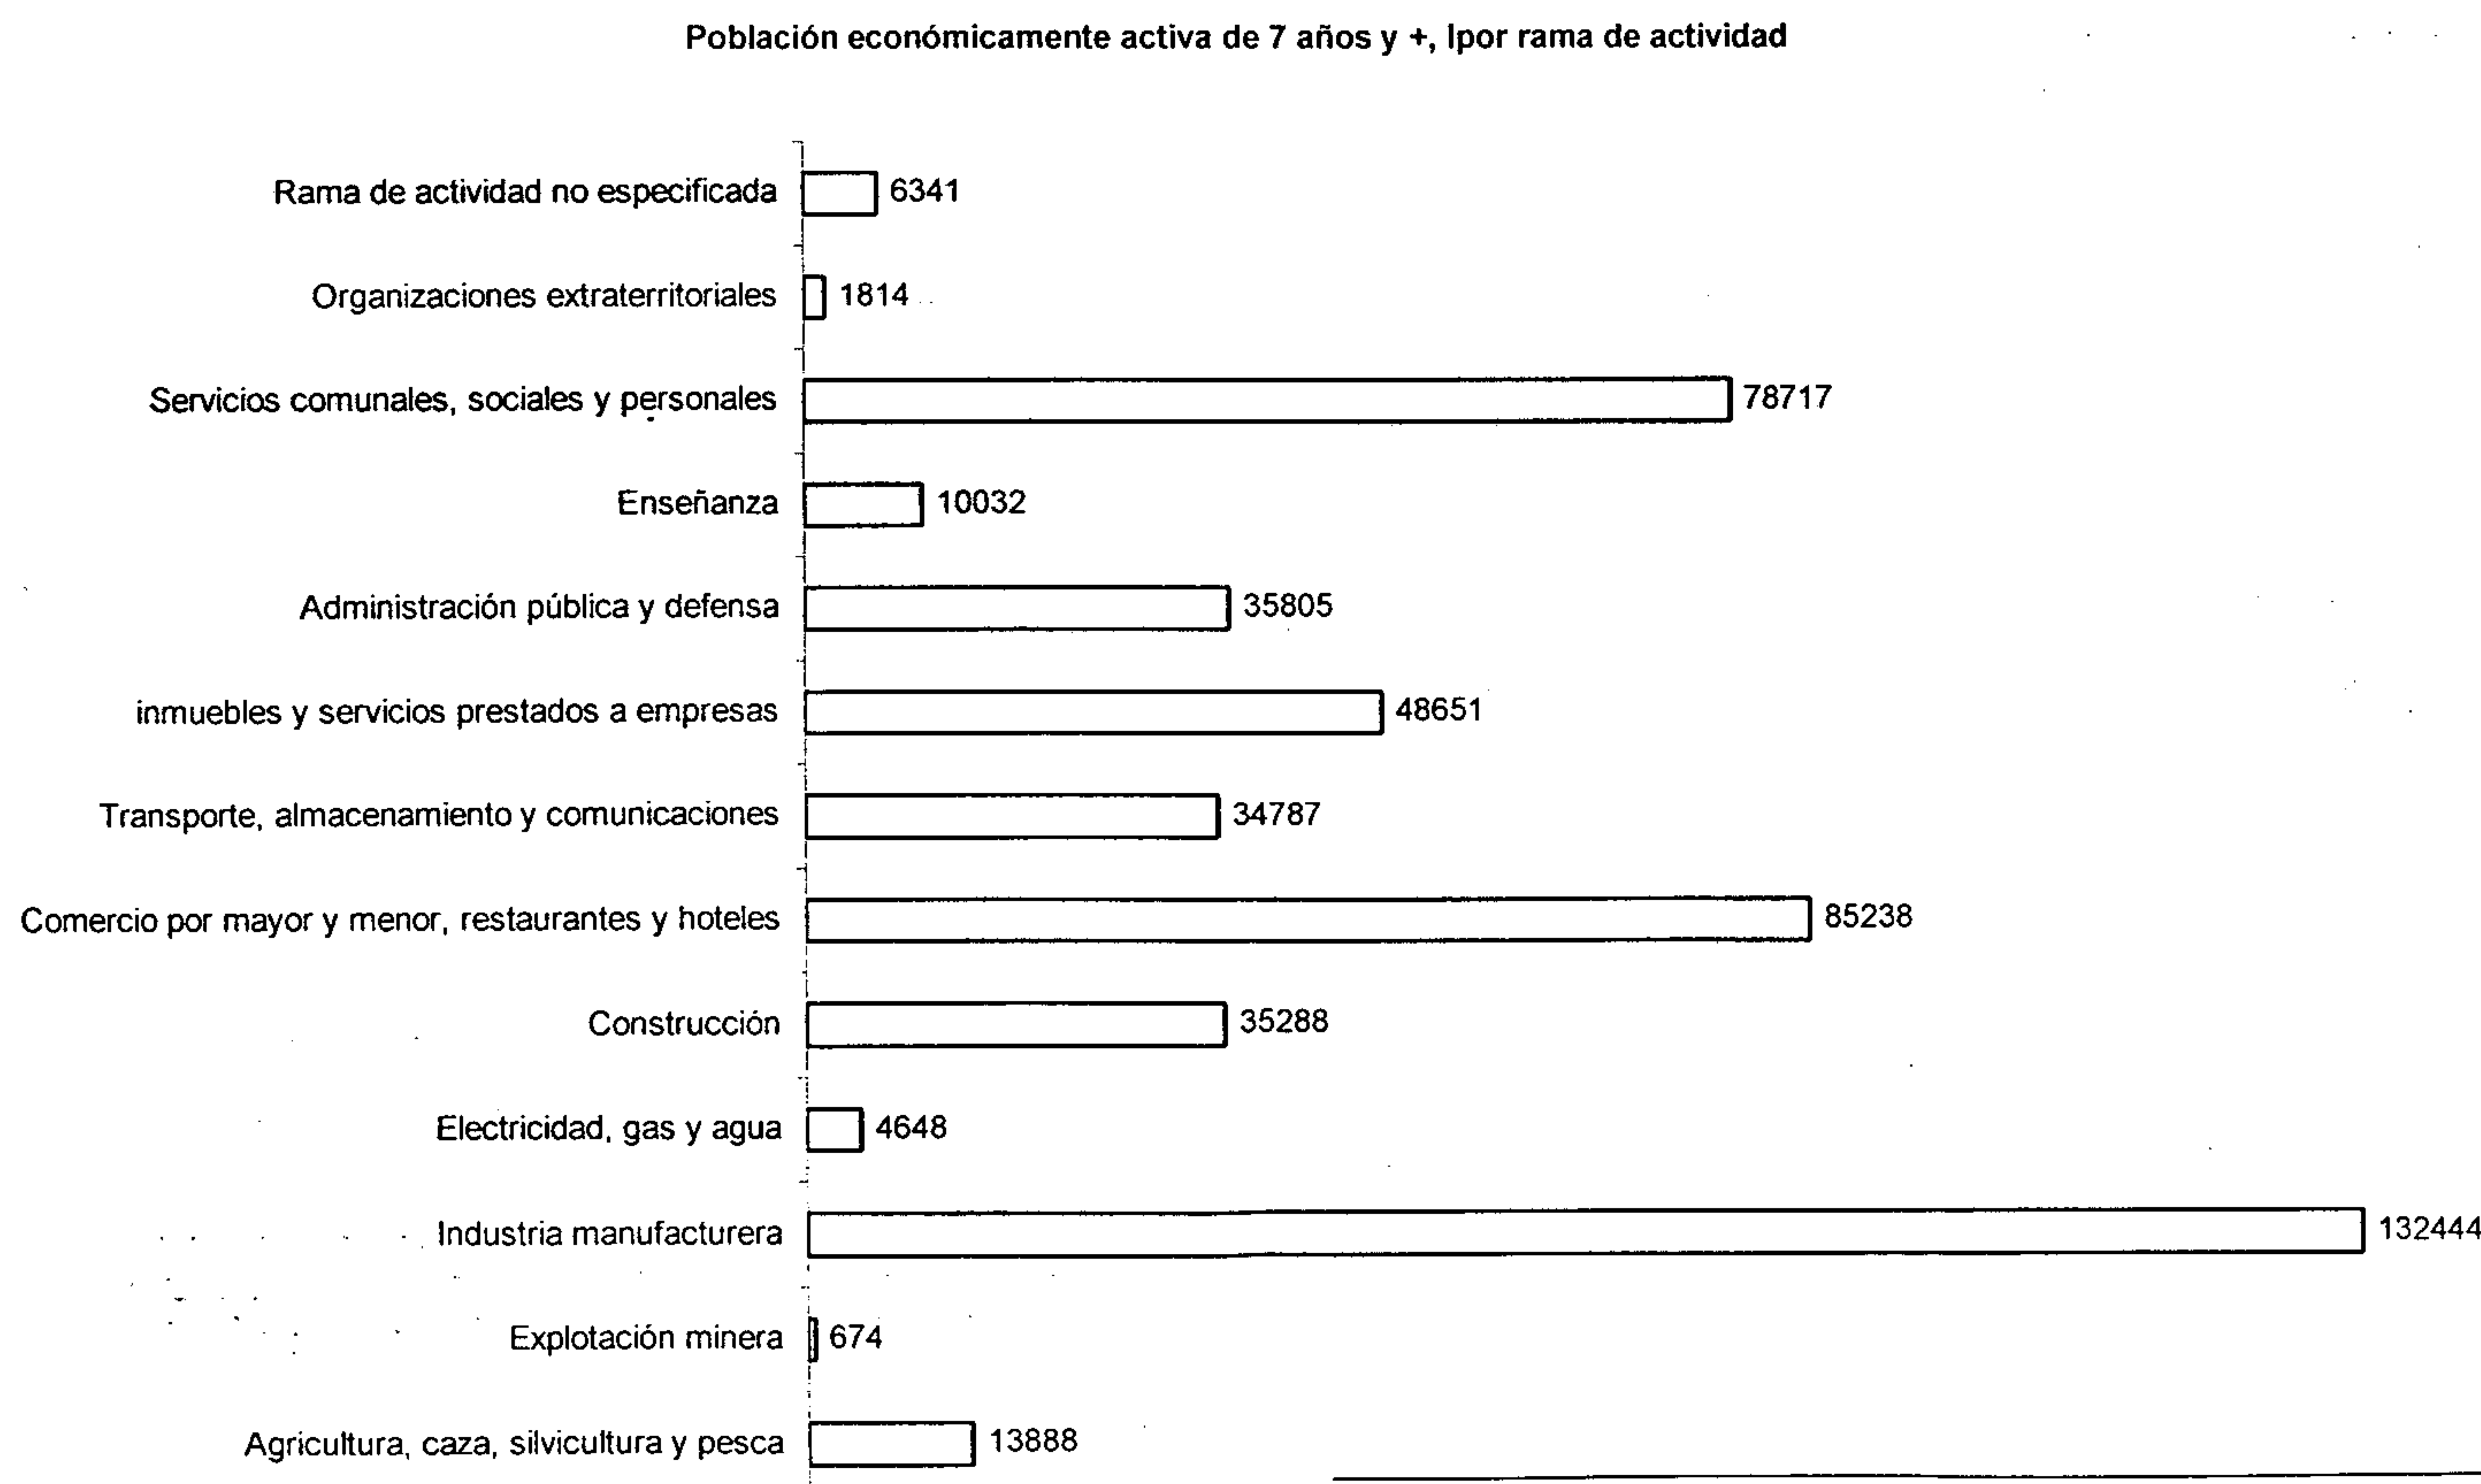 Población económicamente activa de 7 años y +, lpor rama de actividad
Rama de actividad no especificada 6341
Organizaciones extraterritoriales 1814
Servicios comunales, sociales y personales 78717
Enseñanza 10032
Administración pública y defensa 35805
inmuebles y servicios prestados a empresas 48651
Transporte, almacenamiento y comunicaciones 34787
Comercio por mayor y menor, restaurantes y hoteles 85238
Construcción 35288
Electricidad, gas y agua 4648
Industria manufacturera 132444
Explotación minera 674
Agricultura, caza, silvicultura y pesca 13888